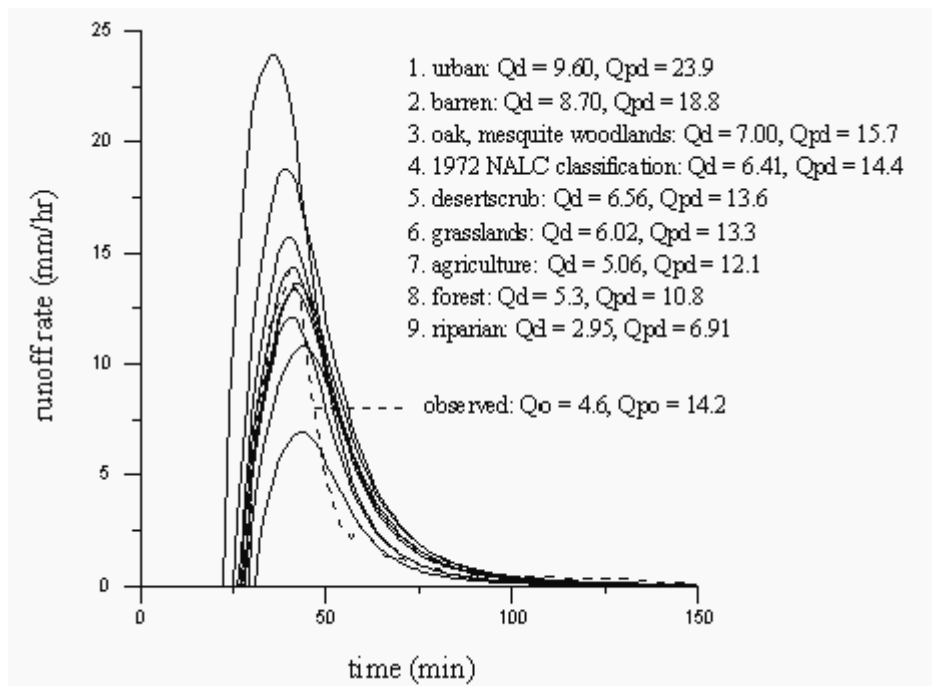 25
20
15
10
5
0
runoff rate (mm/hr)
1. urban: Qd = 9.60, Qpd = 23.9
2. barren: Qd = 8.70, Qpd = 18.8
3. oak, mesquite woodlands: Qd = 7.00, Qpd = 15.7
4. 1972 NALC classification: Qd = 6.41, Qpd = 14.4
5. desertscrub: Qd = 6.56, Qpd = 13.6
6. grasslands: Qd = 6.02, Qpd = 13.3
7. agriculture: Qd = 5.06, Qpd = 12.1
8. forest: Qd = 5.3, Qpd = 10.8
9. riparian: Qd = 2.95, Qpd = 6.91
observed: Qo = 4.6, Qpo = 14.2
0
50
100
150
time (min)